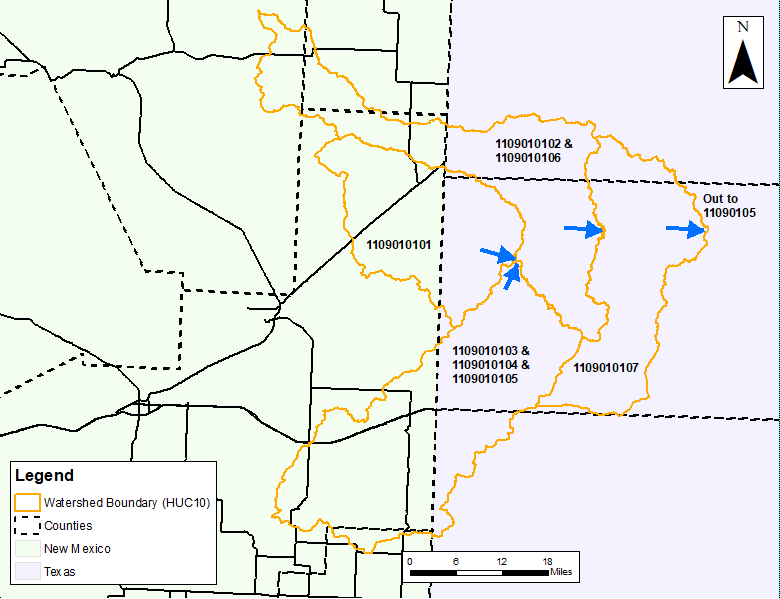 N
1109010102 &
1109010106
Out to
11090105
1109010101
1109010103 &
1109010104 &
1109010105
1109010107
Legend
Watershed Boundary (HUC10)
Counties
New Mexico
Texas
0 6 12 18
Miles